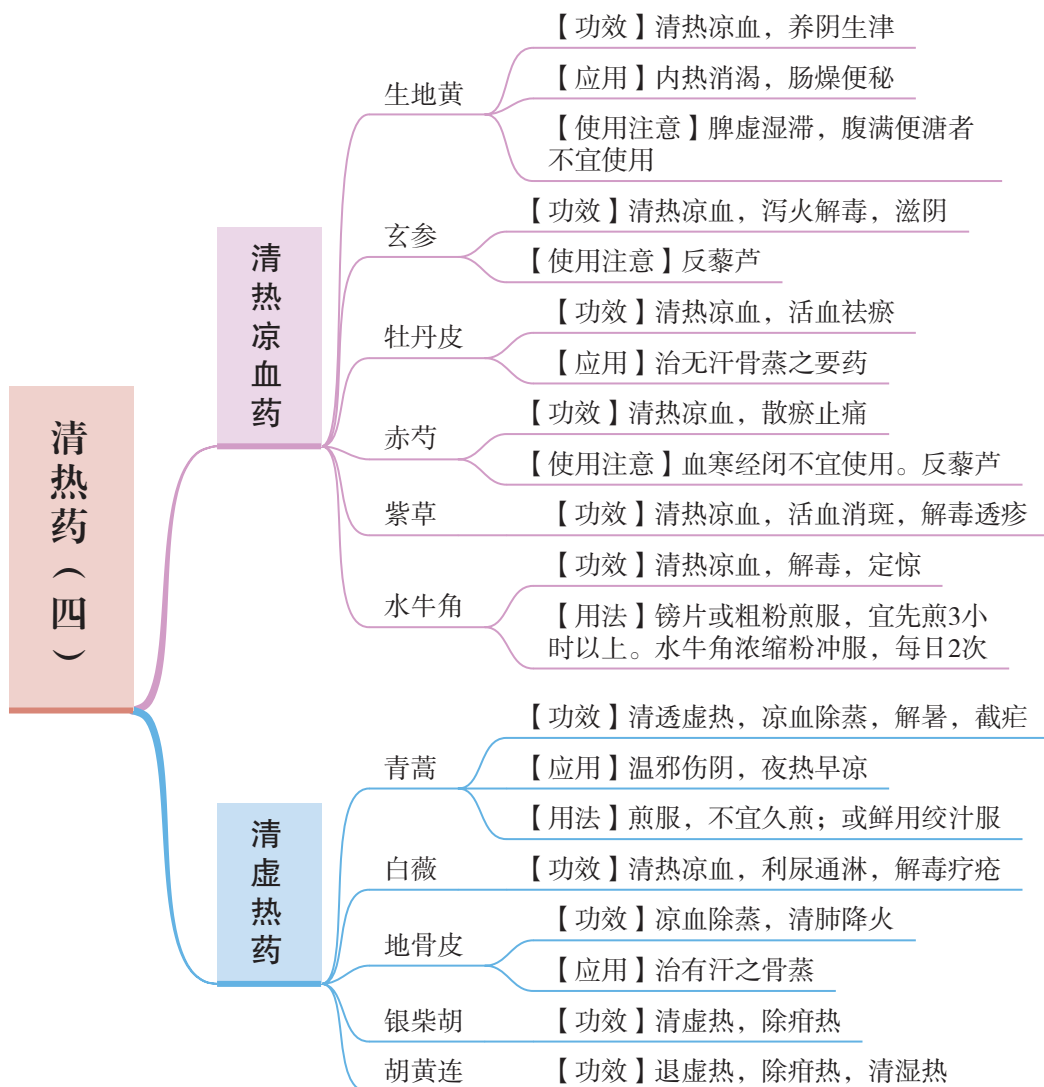 清热药（四）
清热凉血药
生地黄
【功效】清热凉血，养阴生津
【应用】内热消渴，肠燥便秘
【使用注意】脾虚湿滞，腹满便溏者
不宜使用
玄参
【功效】清热凉血，泻火解毒，滋阴
【使用注意】反藜芦
牡丹皮
【功效】清热凉血，活血祛瘀
【应用】治无汗骨蒸之要药
赤芍
【功效】清热凉血，散瘀止痛
【使用注意】血寒经闭不宜使用。反藜芦
紫草
【功效】清热凉血，活血消斑，解毒透疹
水牛角
【功效】清热凉血，解毒，定惊
【用法】镑片或粗粉煎服，宜先煎3小
时以上。水牛角浓缩粉冲服，每日2次
清虚热药
青蒿
【功效】清透虚热，凉血除蒸，解暑，截疟
【应用】温邪伤阴，夜热早凉
【用法】煎服，不宜久煎；或鲜用绞汁服
白薇
【功效】清热凉血，利尿通淋，解毒疗疮
地骨皮
【功效】凉血除蒸，清肺降火
【应用】治有汗之骨蒸
银柴胡
【功效】清虚热，除疳热
胡黄连
【功效】退虚热，除疳热，清湿热